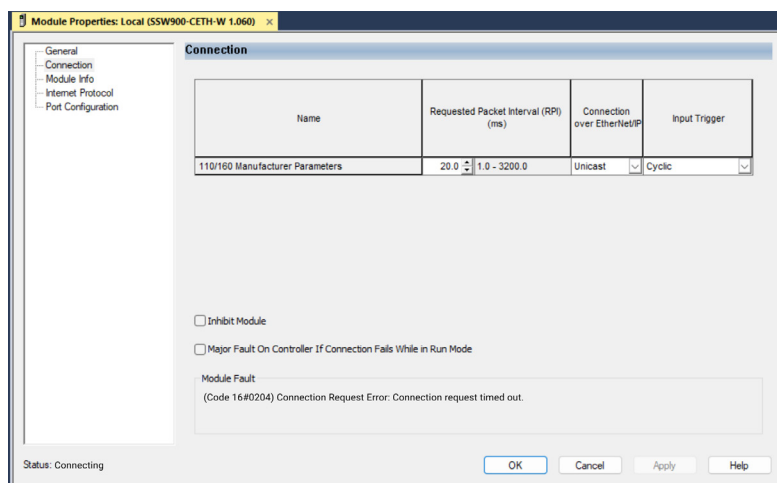 Module Properties: Local (SSW900-CETH-W 1.060) ×
General
Connection
Module Info
Internet Protocol
Port Configuration
Connection
Name
Requested Packet Interval (RPI)
(ms)
Connection
over EtherNet/IP
Input Trigger
110/160 Manufacturer Parameters
20.0
1.0 - 3200.0
Unicast
Cyclic
Inhibit Module
Major Fault On Controller If Connection Fails While in Run Mode
Module Fault
(Code 16#0204) Connection Request Error: Connection request timed out.
Status: Connecting
OK
Cancel
Apply
Help